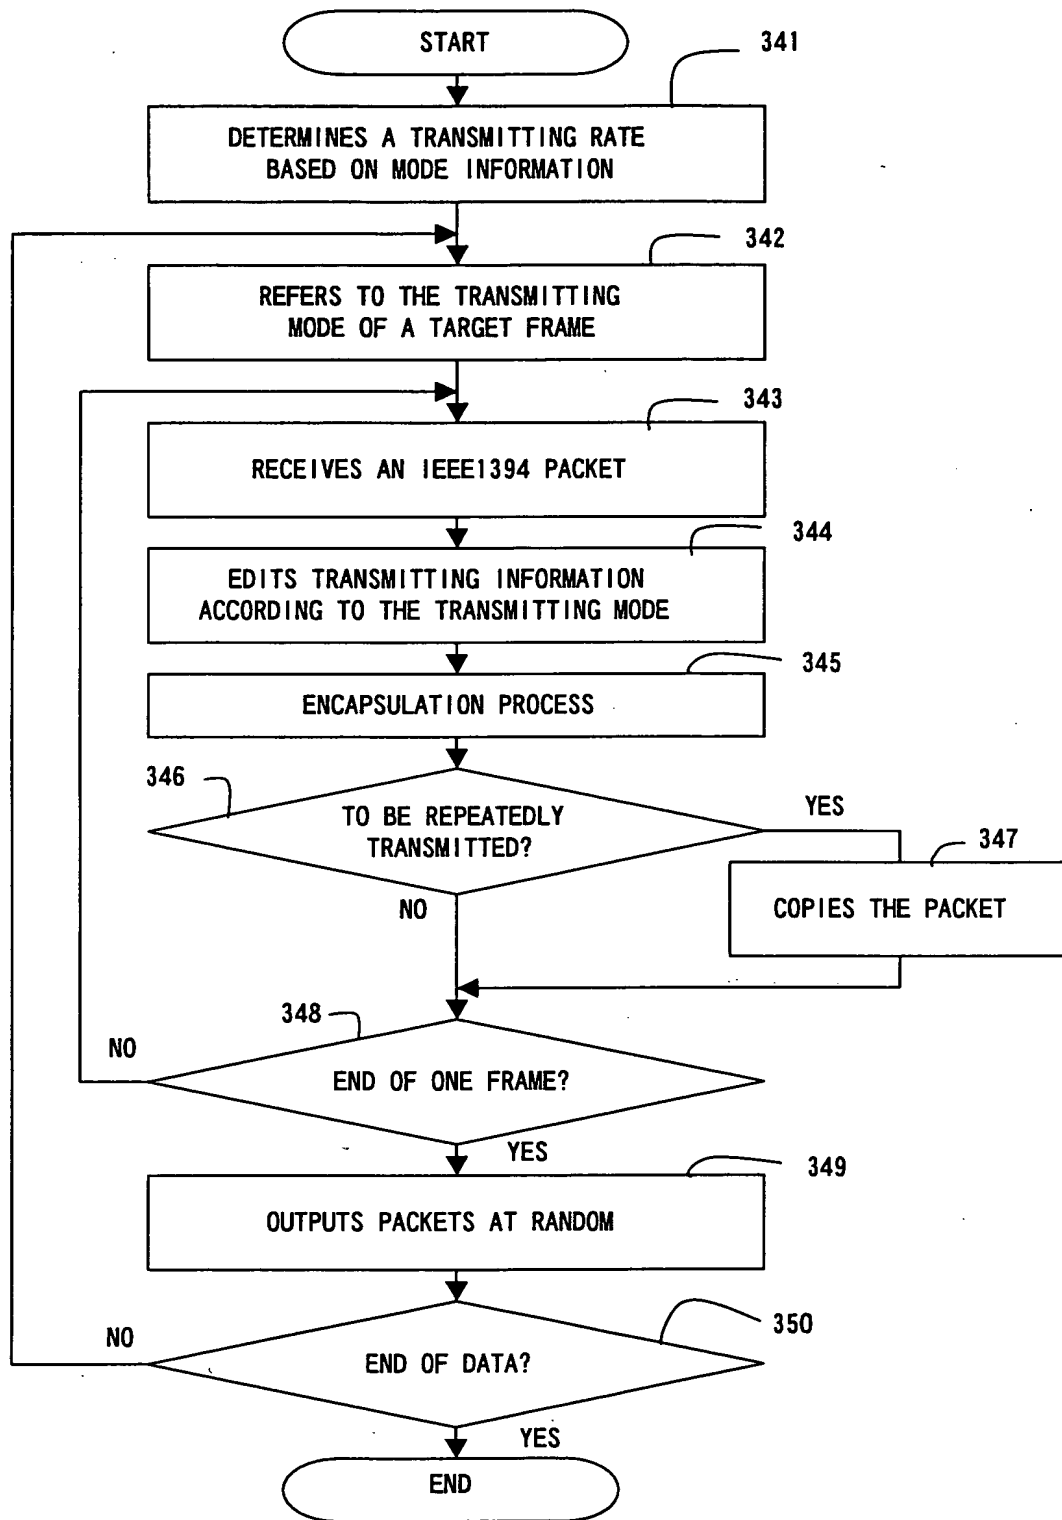 START
341
DETERMINES A TRANSMITTING RATE
BASED ON MODE INFORMATION
342
REFERS TO THE TRANSMITTING
MODE OF A TARGET FRAME
343
RECEIVES AN IEEE1394 PACKET
344
EDITS TRANSMITTING INFORMATION
ACCORDING TO THE TRANSMITTING MODE
345
ENCAPSULATION PROCESS
346
TO BE REPEATEDLY
TRANSMITTED?
YES
347
COPIES THE PACKET
NO
348
NO
END OF ONE FRAME?
YES
349
OUTPUTS PACKETS AT RANDOM
350
NO
END OF DATA?
YES
END